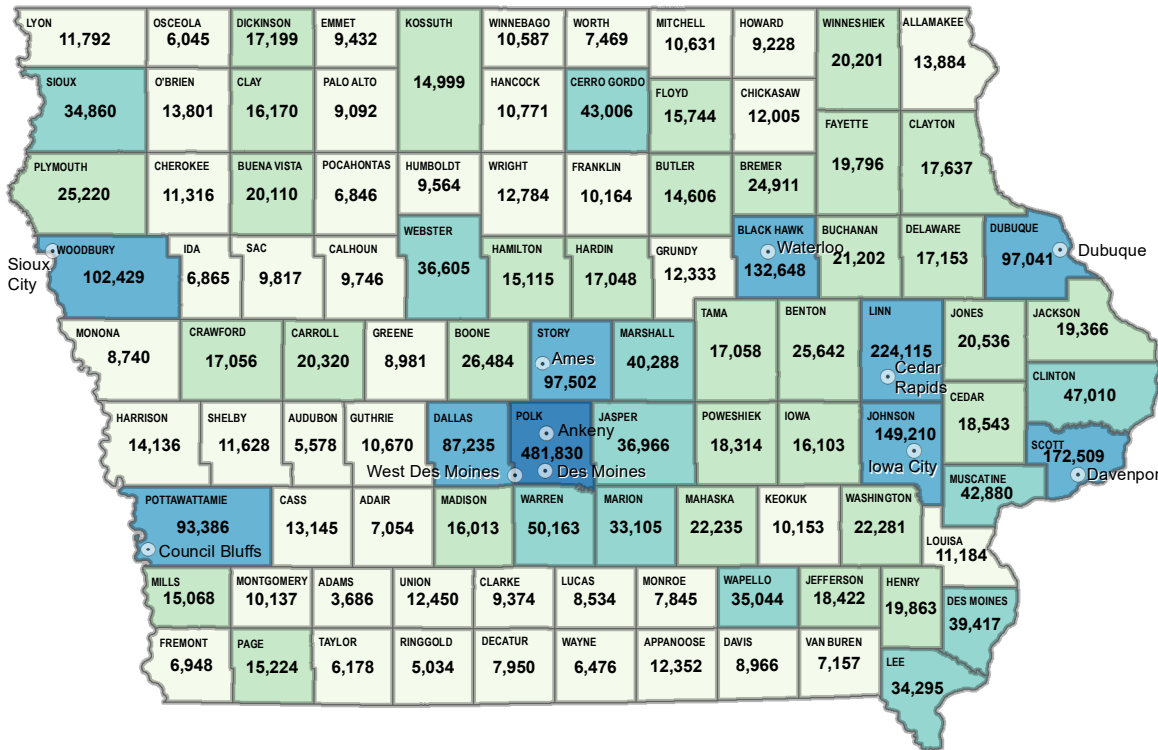 LYON
11,792
OSCEOLA
6,045
DICKINSON
17,199
EMMET
9,432
KOSSUTH
14,999
WINNEBAGO
10,587
WORTH
7,469
MITCHELL
10,631
HOWARD
9,228
WINNESHIEK
20,201
ALLAMAKEE
13,884
SIOUX
34,860
O'BRIEN
13,801
CLAY
16,170
PALO ALTO
9,092
HANCOCK
10,771
CERRO GORDO
43,006
FLOYD
15,744
CHICKASAW
12,005
FAYETTE
19,796
CLAYTON
17,637
PLYMOUTH
25,220
CHEROKEE
11,316
BUENA VISTA
20,110
POCAHONTAS
6,846
HUMBOLDT
9,564
WRIGHT
12,784
FRANKLIN
10,164
BUTLER
14,606
BREMER
24,911
WOODBURY
102,429
Sioux
City
IDA
6,865
SAC
9,817
CALHOUN
9,746
WEBSTER
36,605
HAMILTON
15,115
HARDIN
17,048
GRUNDY
12,333
BLACK HAWK
Waterloo
132,648
BUCHANAN
21,202
DELAWARE
17,153
DUBUQUE
97,041
Dubuque
MONONA
8,740
CRAWFORD
17,056
CARROLL
20,320
GREENE
8,981
BOONE
26,484
STORY
Ames
97,502
MARSHALL
40,288
TAMA
17,058
BENTON
25,642
LINN
224,115
Cedar
Rapids
JONES
20,536
JACKSON
19,366
CLINTON
47,010
HARRISON
14,136
SHELBY
11,628
AUDUBON
5,578
GUTHRIE
10,670
DALLAS
87,235
West Des Moines
POLK
Ankeny
481,830
Des Moines
JASPER
36,966
POWESHIEK
18,314
IOWA
16,103
JOHNSON
149,210
Iowa City
CEDAR
18,543
SCOTT
172,509
Davenpor
MUSCATINE
42,880
POTTAWATTAMIE
93,386
Council Bluffs
CASS
13,145
ADAIR
7,054
MADISON
16,013
WARREN
50,163
MARION
33,105
MAHASKA
22,235
KEOKUK
10,153
WASHINGTON
22,281
LOUISA
11,184
MILLS
15,068
MONTGOMERY
10,137
ADAMS
3,686
UNION
12,450
CLARKE
9,374
LUCAS
8,534
MONROE
7,845
WAPELLO
35,044
JEFFERSON
18,422
HENRY
19,863
DES MOINES
39,417
FREMONT
6,948
PAGE
15,224
TAYLOR
6,178
RINGGOLD
5,034
DECATUR
7,950
WAYNE
6,476
APPANOOSE
12,352
DAVIS
8,966
VAN BUREN
7,157
LEE
34,295